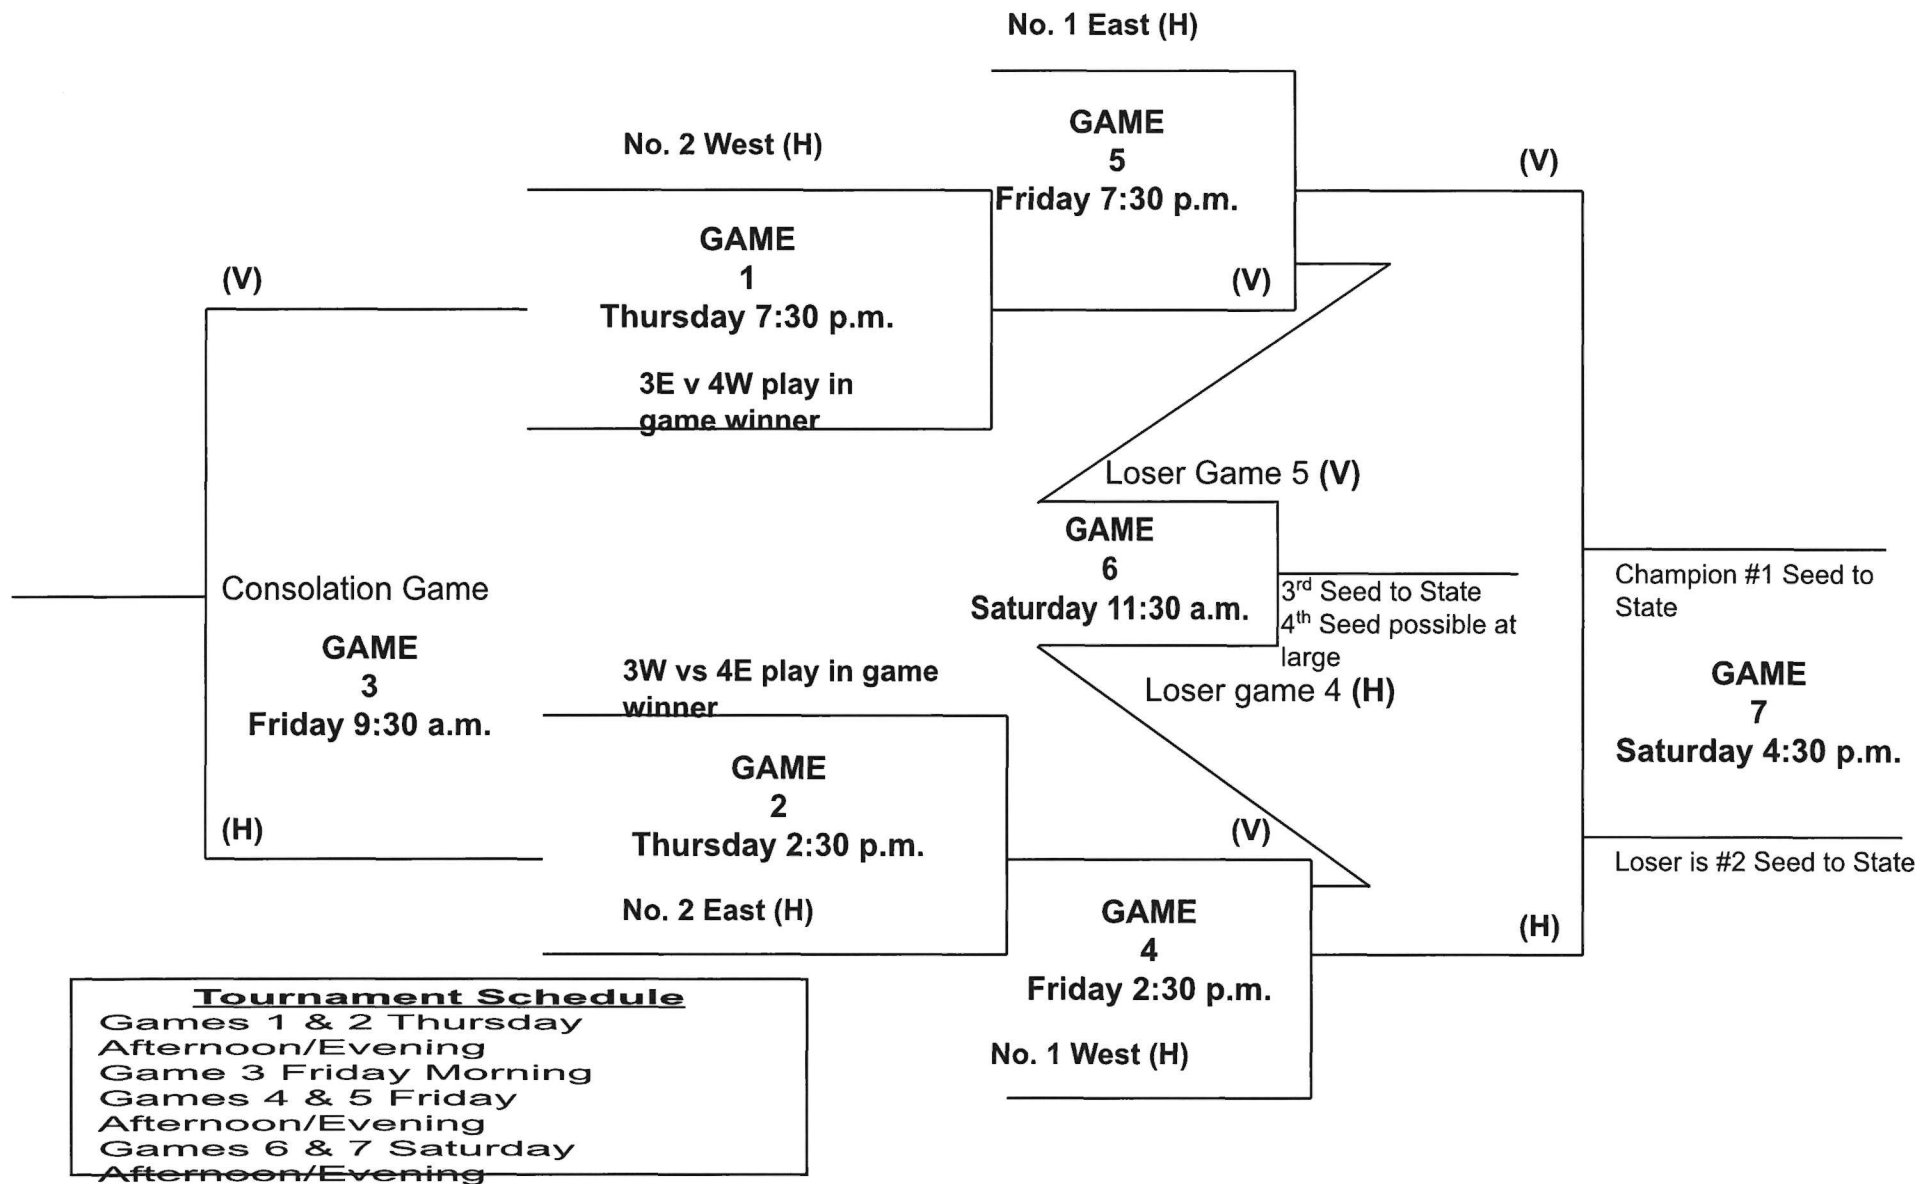 No. 1 East (H)
GAME
5
Friday 7:30 p.m.
(V)
No. 2 West (H)
GAME
1
Thursday 7:30 p.m.
3E v 4W play in
game winner
(V)
(V)
Loser Game 5 (V)
GAME
6
Saturday 11:30 a.m.
3rd Seed to State
4th Seed possible at
large
Loser game 4 (H)
Champion #1 Seed to
State
GAME
7
Saturday 4:30 p.m.
Loser is #2 Seed to State
Consolation Game
GAME
3
Friday 9:30 a.m.
(H)
3W vs 4E play in game
winner
GAME
2
Thursday 2:30 p.m.
No. 2 East (H)
(V)
GAME
4
Friday 2:30 p.m.
No. 1 West (H)
(H)
Tournament Schedule
Games 1 & 2 Thursday
Afternoon/Evening
Game 3 Friday Morning
Games 4 & 5 Friday
Afternoon/Evening
Games 6 & 7 Saturday
Afternoon/Evening